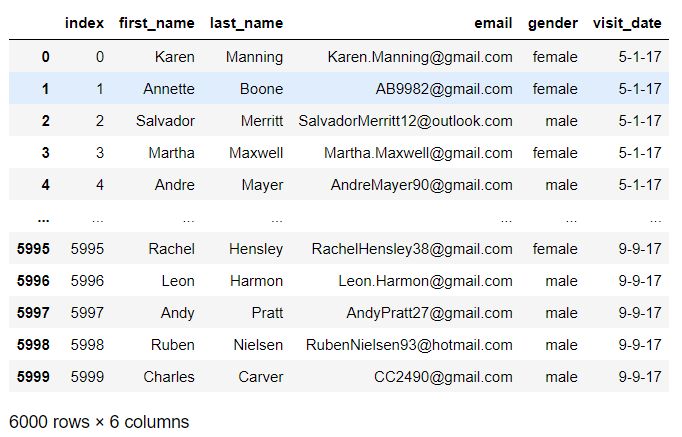 index first_name last_name email gender visit_date
0 0 Karen Manning Karen.Manning@gmail.com female 5-1-17
1 1 Annette Boone AB9982@gmail.com female 5-1-17
2 2 Salvador Merritt SalvadorMerritt12@outlook.com male 5-1-17
3 3 Martha Maxwell Martha.Maxwell@gmail.com female 5-1-17
4 4 Andre Mayer AndreMayer90@gmail.com male 5-1-17
... ... ... ... ... ... ...
5995 5995 Rachel Hensley RachelHensley38@gmail.com female 9-9-17
5996 5996 Leon Harmon Leon.Harmon@gmail.com male 9-9-17
5997 5997 Andy Pratt AndyPratt27@gmail.com male 9-9-17
5998 5998 Ruben Nielsen RubenNielsen93@hotmail.com male 9-9-17
5999 5999 Charles Carver CC2490@gmail.com male 9-9-17
6000 rows × 6 columns